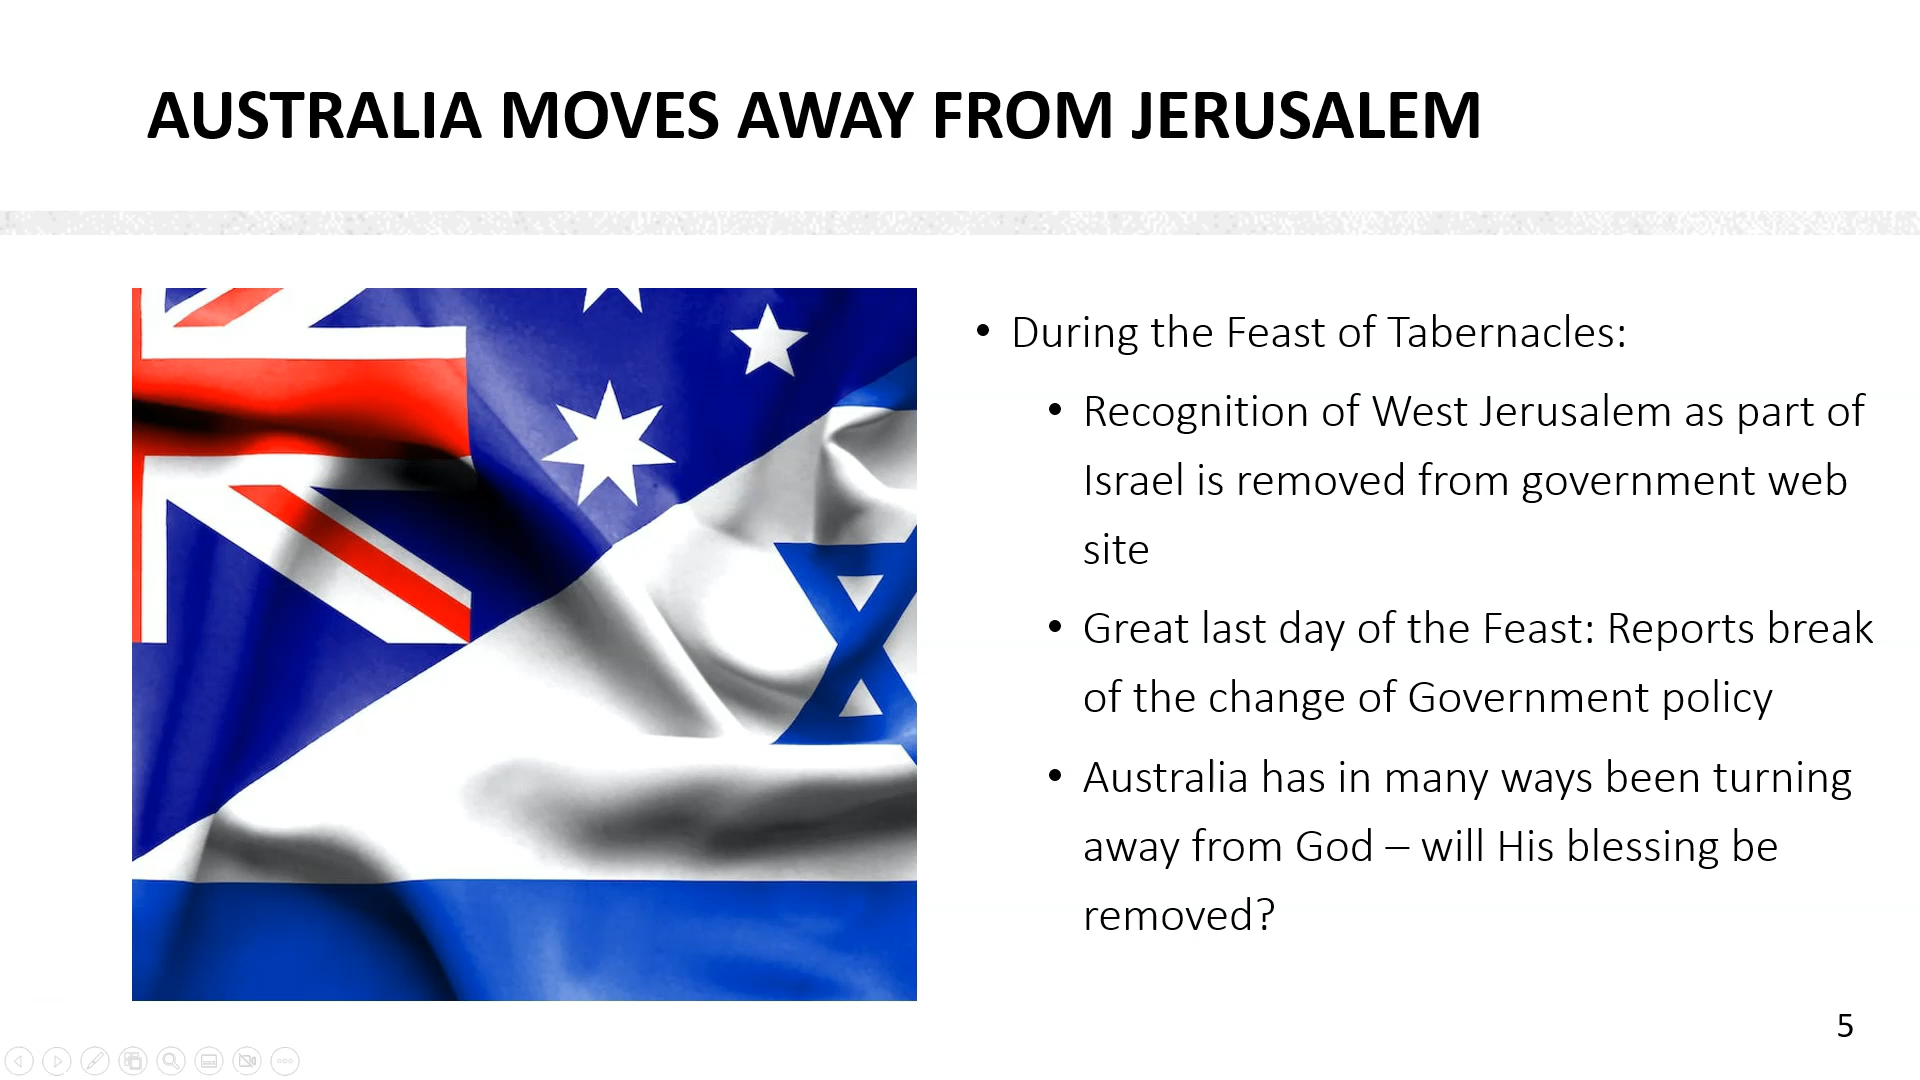 AUSTRALIA MOVES AWAY FROM JERUSALEM
• During the Feast of Tabernacles:
• Recognition of West Jerusalem as part of
Israel is removed from government web
site
• Great last day of the Feast: Reports break
of the change of Government policy
• Australia has in many ways been turning
away from God – will His blessing be
removed?
5